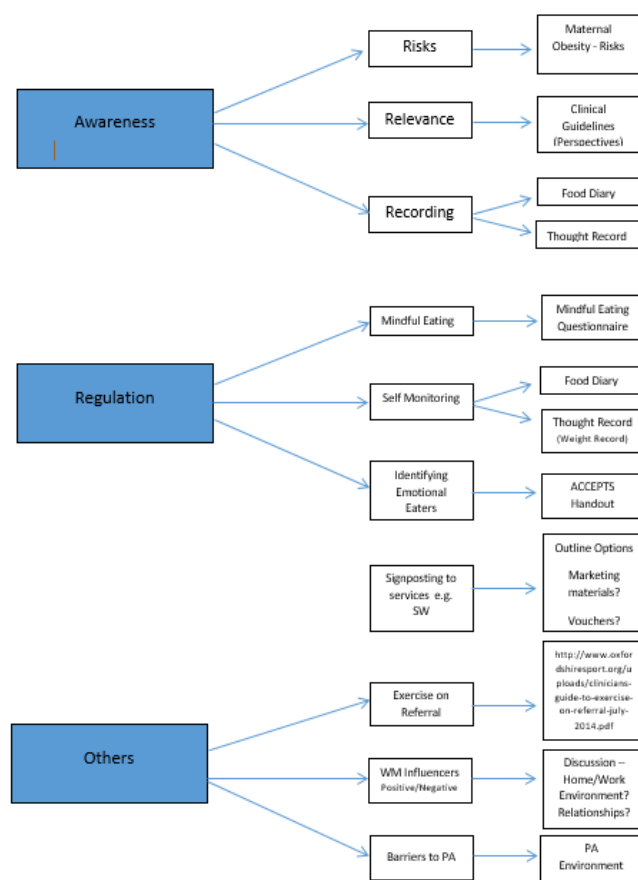 Awareness
Risks
Maternal
Obesity - Risks
Relevance
Clinical
Guidelines
(Perspectives)
Recording
Food Diary
Thought Record
Regulation
Mindful Eating
Mindful Eating
Questionnaire
Self Monitoring
Food Diary
Thought Record
(Weight Record)
Identifying
Emotional
Eaters
ACCEPTS
Handout
Signposting to
services e.g.
SW
Outline Options
Marketing
materials?
Vouchers?
Others
Exercise on
Referral
http://www.oxfor
dshiresport.org/u
ploads/clinicians-
guide-to-exercise-
on-referral-july-
2014.pdf
WM Influencers
Positive/Negative
Discussion –
Home/Work
Environment?
Relationships?
Barriers to PA
PA
Environment